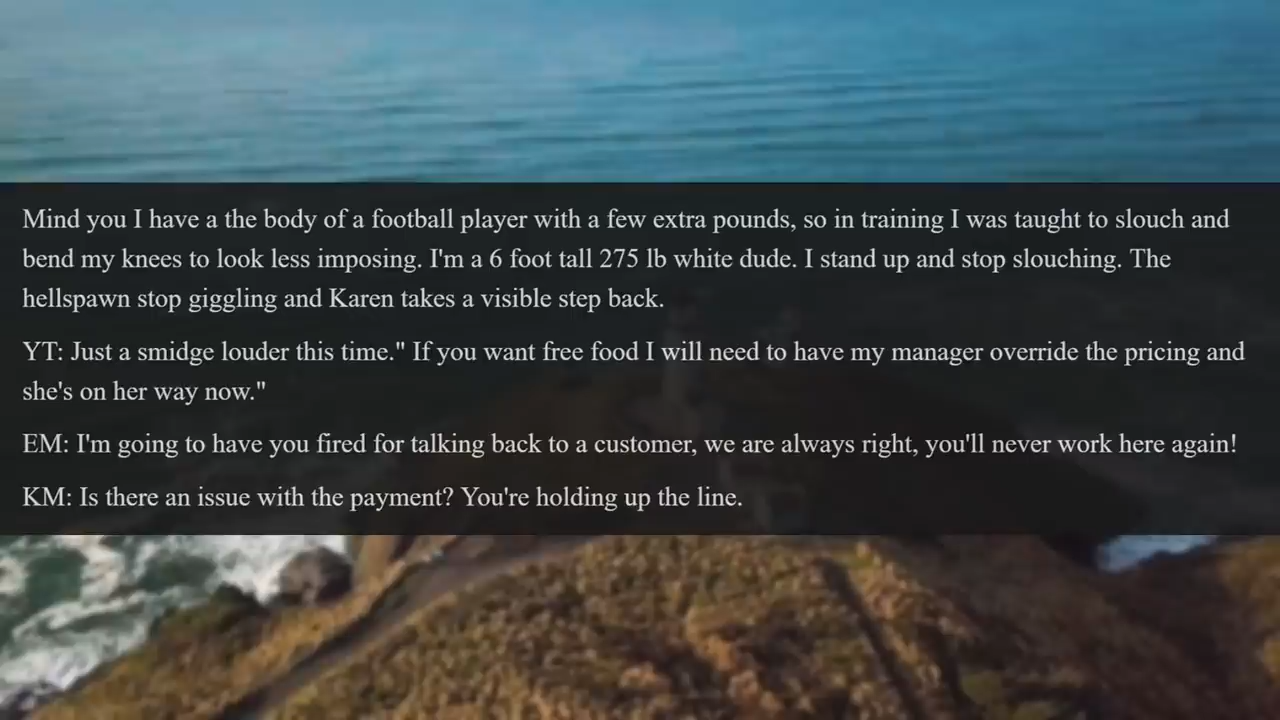 Mind you I have a the body of a football player with a few extra pounds, so in training I was taught to slouch and
bend my knees to look less imposing. I'm a 6 foot tall 275 lb white dude. I stand up and stop slouching. The
hellspawn stop giggling and Karen takes a visible step back.
YT: Just a smidge louder this time." If you want free food I will need to have my manager override the pricing and
she's on her way now."
EM: I'm going to have you fired for talking back to a customer, we are always right, you'll never work here again!
KM: Is there an issue with the payment? You're holding up the line.